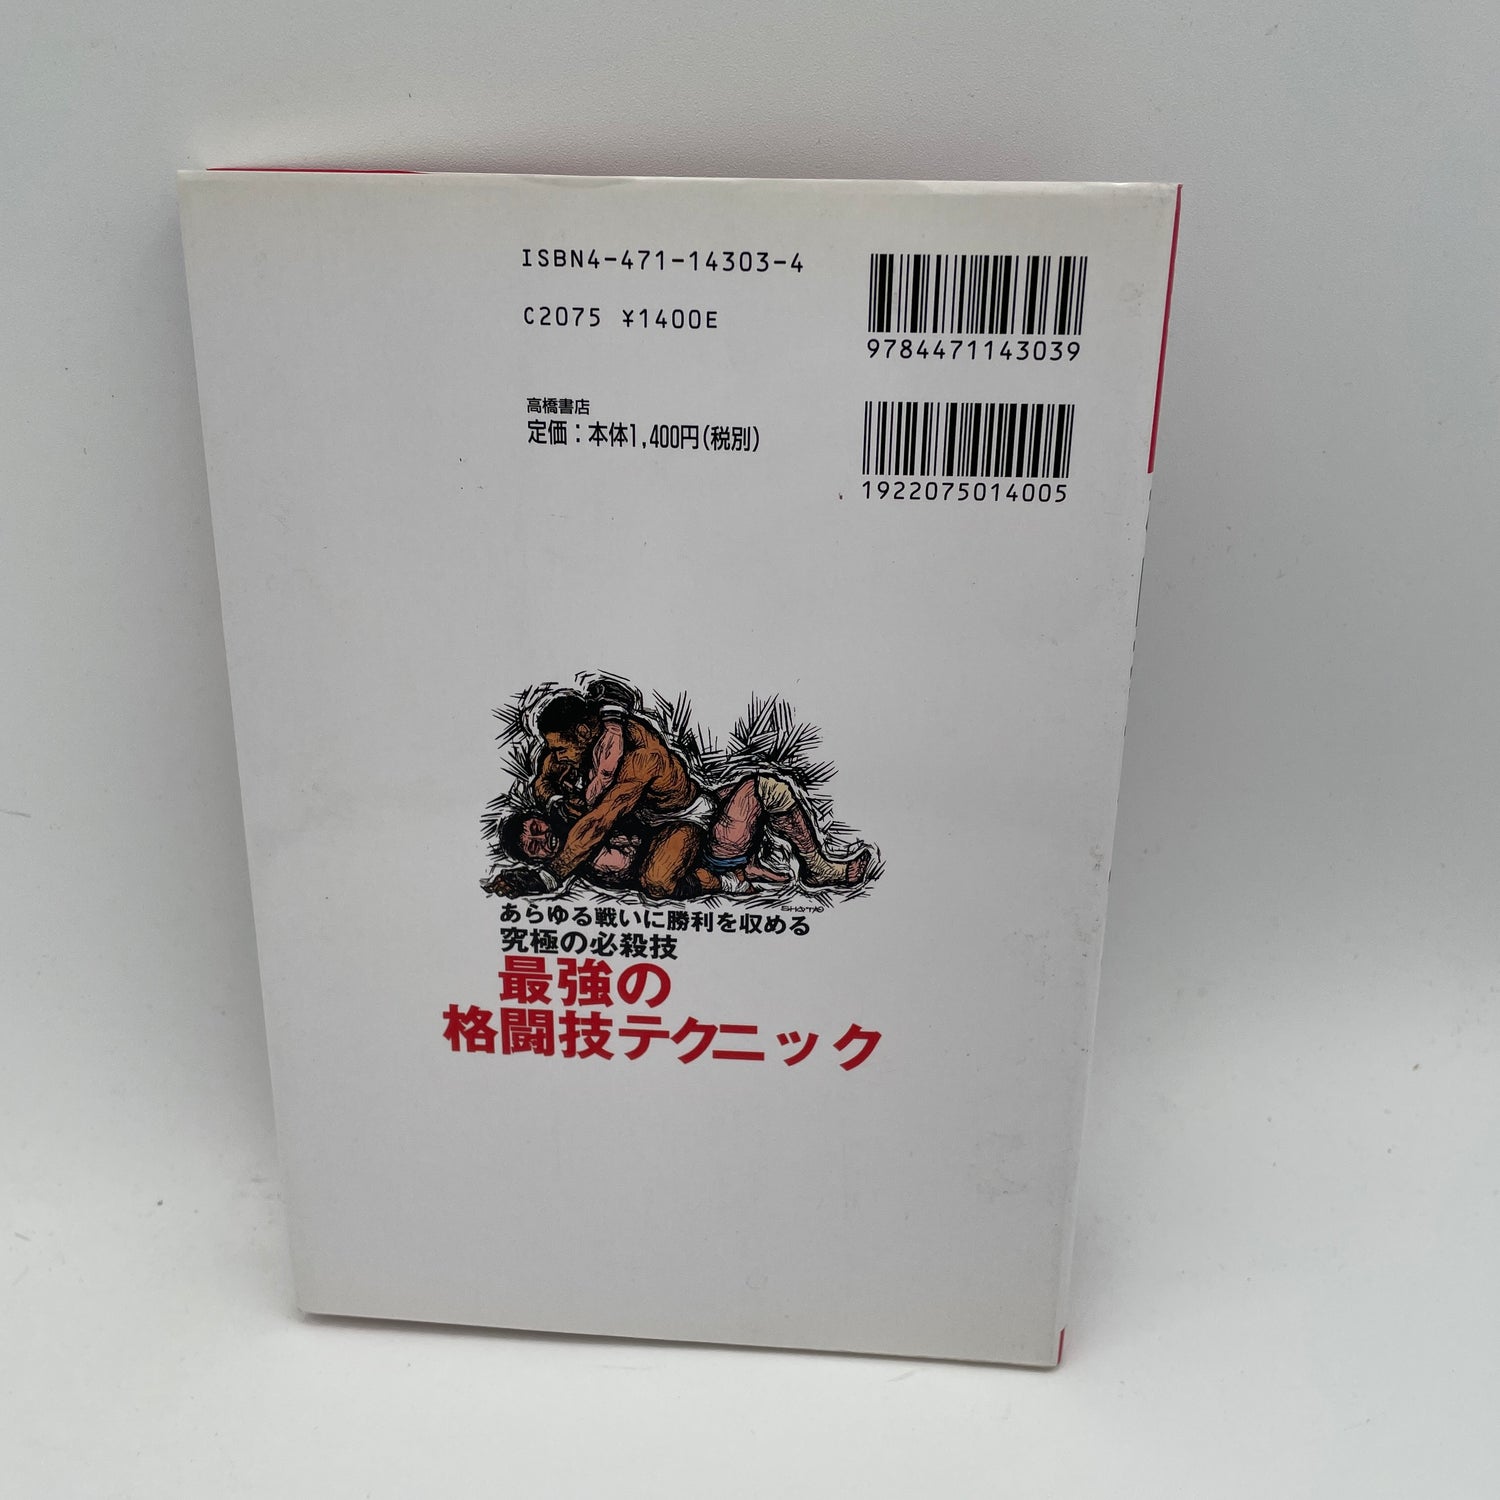 ISBN4-471-14303-4
C2075 ¥1400E
9784471143039
高橋書店
定価：本体1,400円(税別)
1922075014005
SHOTAO
あらゆる戦いに勝利を収める
究極の必殺技
最強の
格闘技テクニック